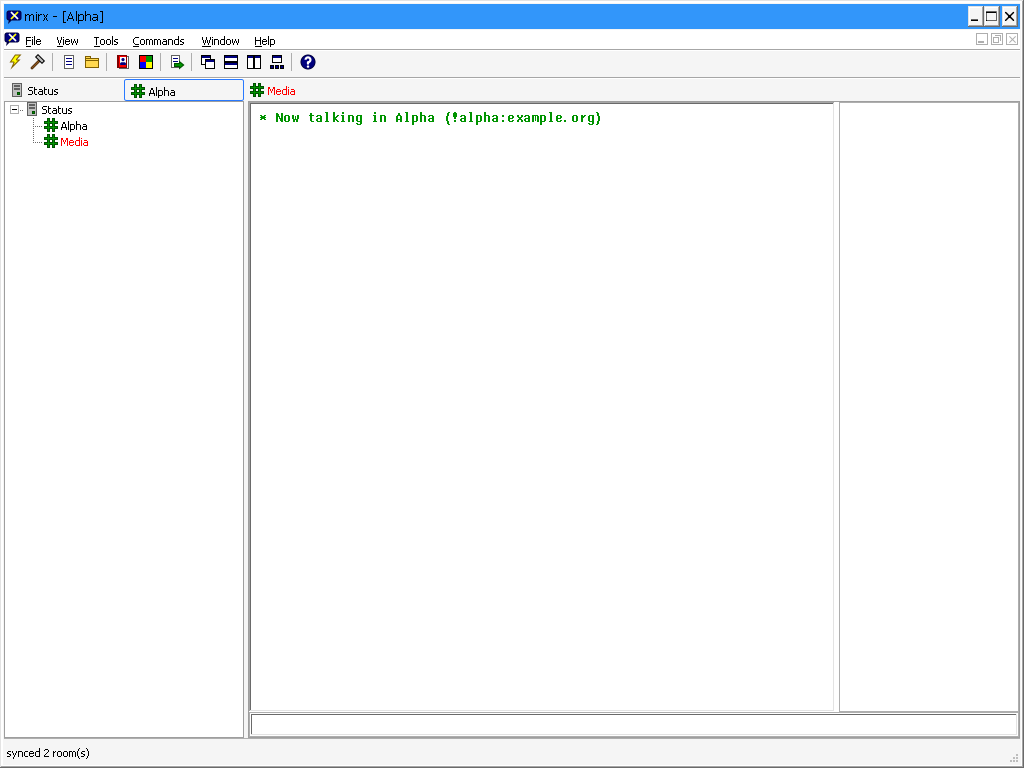 mirx - [Alpha]
File View Tools Commands Window Help
Status Alpha Media
Status
Alpha
Media
* Now talking in Alpha (!alpha:example.org)
synced 2 room(s)